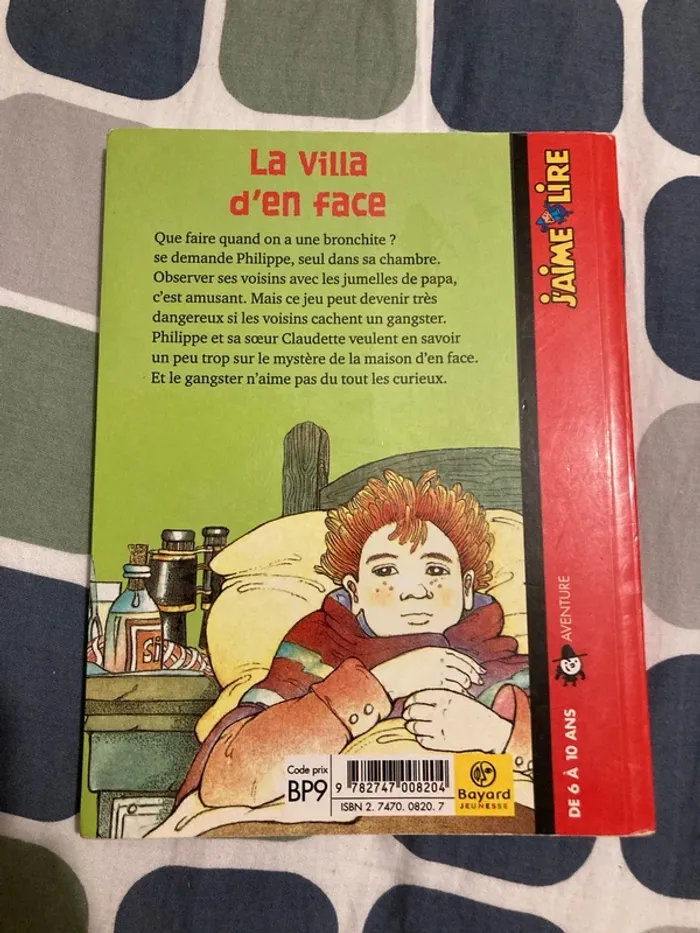 La Villa
d'en face
Que faire quand on a une bronchite ?
se demande Philippe, seul dans sa chambre.
Observer ses voisins avec les jumelles de papa,
c'est amusant. Mais ce jeu peut devenir très
dangereux si les voisins cachent un gangster.
Philippe et sa sœur Claudette veulent en savoir
un peu trop sur le mystère de la maison d'en face.
Et le gangster n'aime pas du tout les curieux.
J'AIME LIRE
AVENTURE
DE 6 À 10 ANS
Si
Code prix
BP9
9 782747 008204
ISBN 2. 7470. 0820. 7
Bayard
JEUNESSE